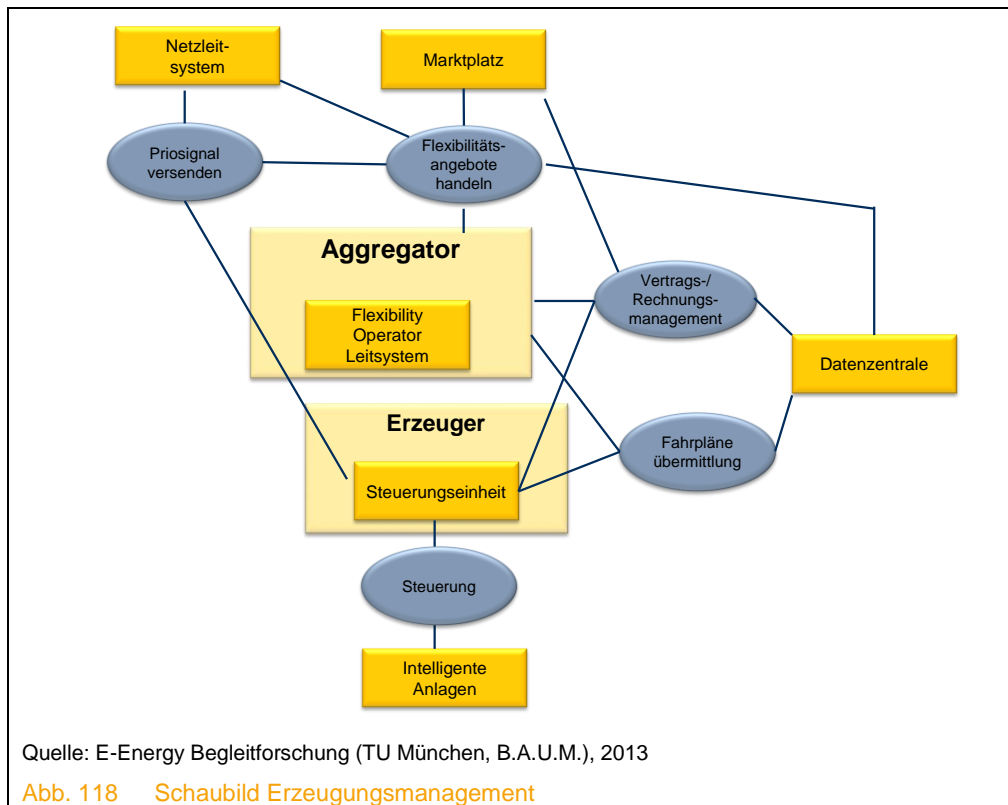 Netzleit-
system
Marktplatz
Priosignal
versenden
Flexibilitäts-
angebote
handeln
Aggregator
Flexibility
Operator
Leitsystem
Vertrags-/
Rechnungs-
management
Datenzentrale
Erzeuger
Steuerungseinheit
Fahrpläne
übermittlung
Steuerung
Intelligente
Anlagen
Quelle: E-Energy Begleitforschung (TU München, B.A.U.M.), 2013
Abb. 118 Schaubild Erzeugungsmanagement